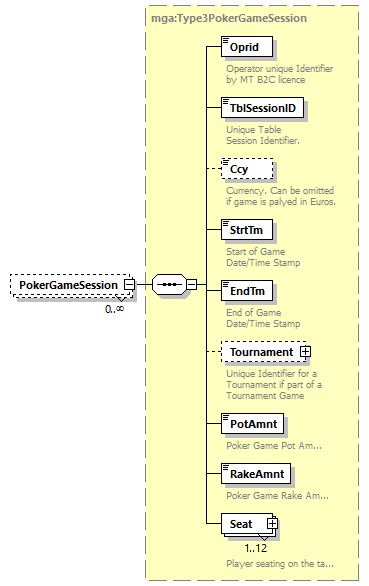 mga:Type3PokerGameSession
Oprid
Operator unique Identifier
by MT B2C licence
TblSessionID
Unique Table
Session Identifier.
Ccy
Currency. Can be omitted
if game is palyed in Euros.
StrtTm
Start of Game
Date/Time Stamp
PokerGameSession
0..∞
EndTm
End of Game
Date/Time Stamp
Tournament
Unique Identifier for a
Tournament if part of a
Tournament Game
PotAmnt
Poker Game Pot Am...
RakeAmnt
Poker Game Rake Am...
Seat
1..12
Player seating on the ta...